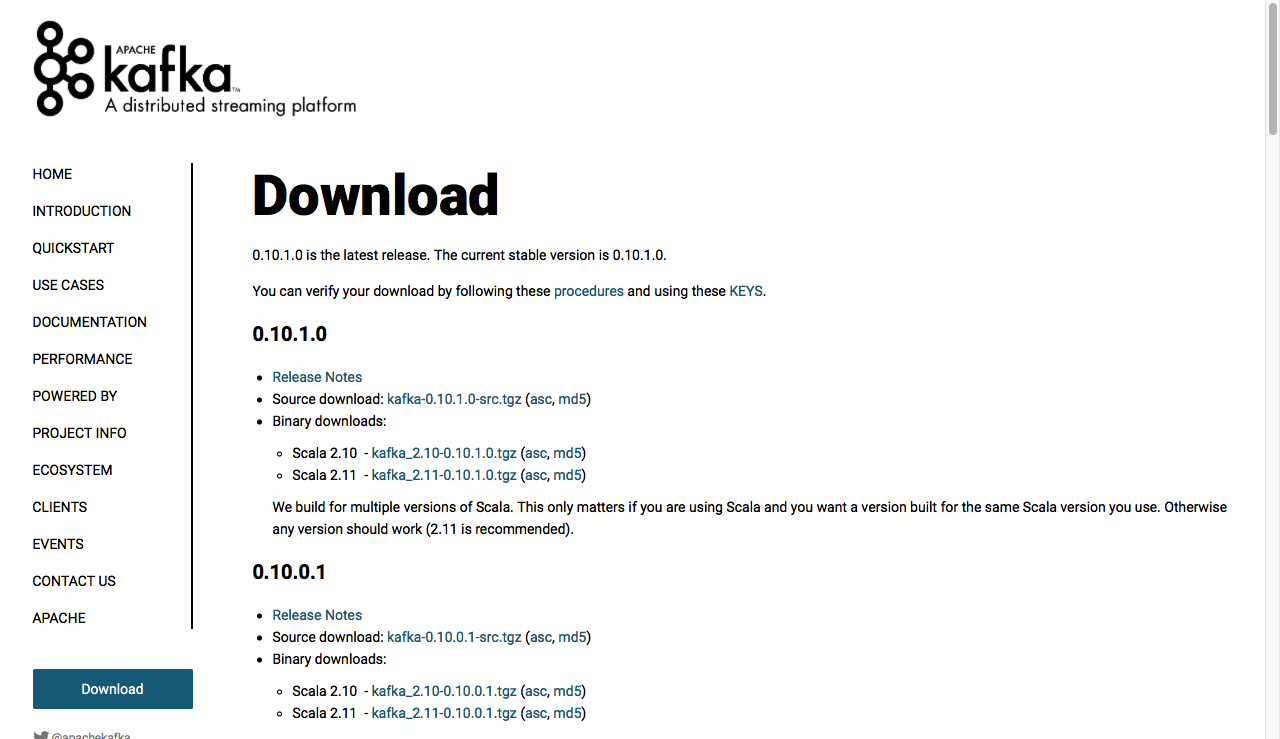 APACHE
kafka™
A distributed streaming platform
HOME
INTRODUCTION
QUICKSTART
USE CASES
DOCUMENTATION
PERFORMANCE
POWERED BY
PROJECT INFO
ECOSYSTEM
CLIENTS
EVENTS
CONTACT US
APACHE
Download
@apachekafka
Download
0.10.1.0 is the latest release. The current stable version is 0.10.1.0.
You can verify your download by following these procedures and using these KEYS.
0.10.1.0
Release Notes
Source download: kafka-0.10.1.0-src.tgz (asc, md5)
Binary downloads:
Scala 2.10 - kafka_2.10-0.10.1.0.tgz (asc, md5)
Scala 2.11 - kafka_2.11-0.10.1.0.tgz (asc, md5)
We build for multiple versions of Scala. This only matters if you are using Scala and you want a version built for the same Scala version you use. Otherwise
any version should work (2.11 is recommended).
0.10.0.1
Release Notes
Source download: kafka-0.10.0.1-src.tgz (asc, md5)
Binary downloads:
Scala 2.10 - kafka_2.10-0.10.0.1.tgz (asc, md5)
Scala 2.11 - kafka_2.11-0.10.0.1.tgz (asc, md5)